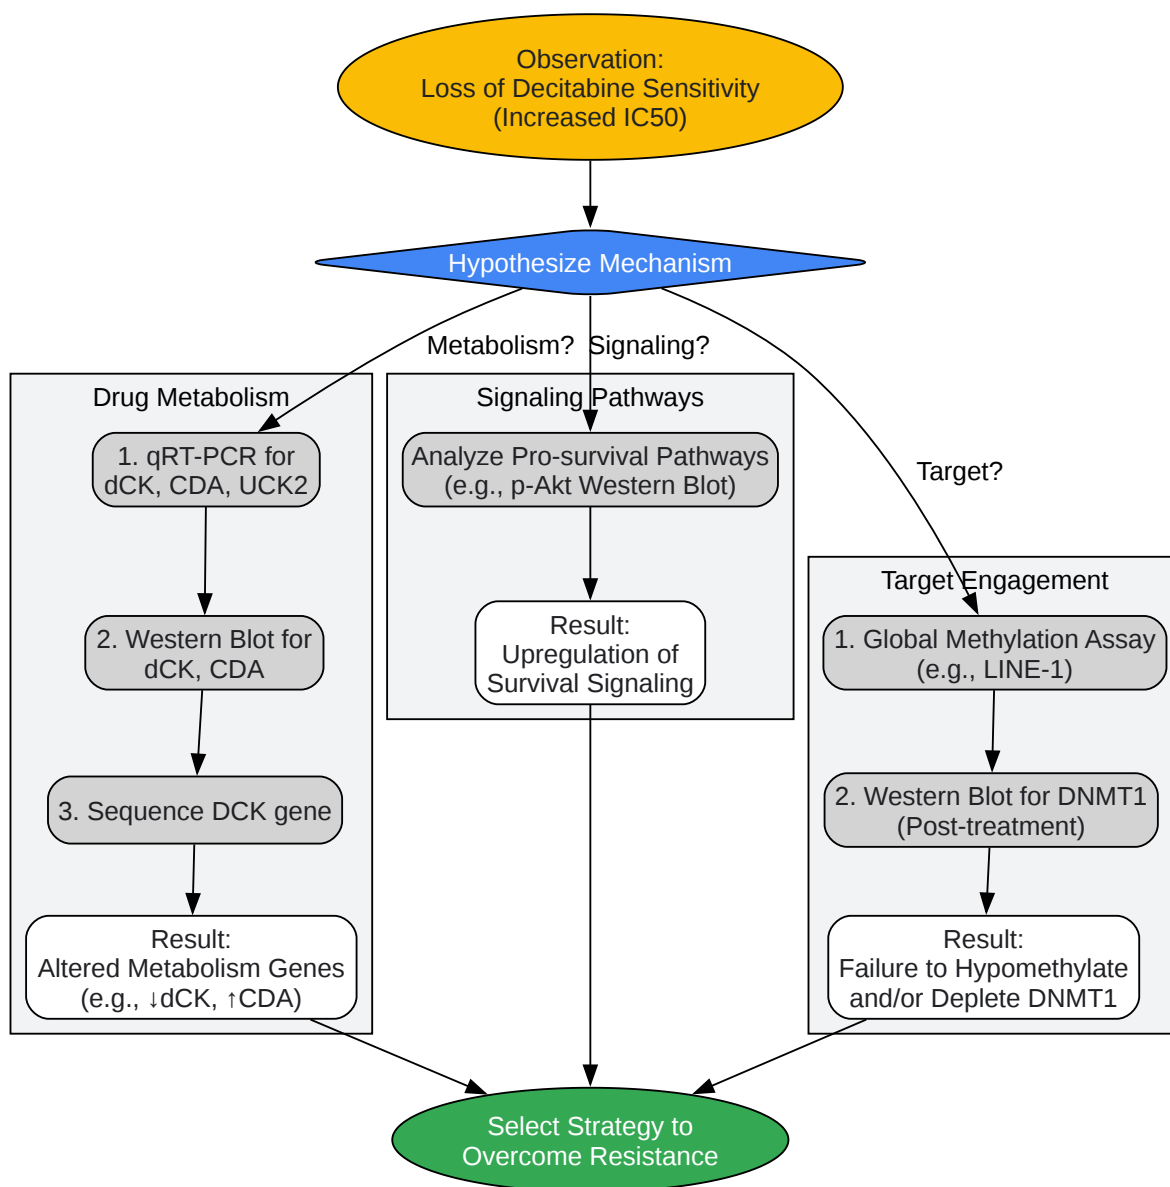 Observation:
Loss of Decitabine Sensitivity
(Increased IC50)
Hypothesize Mechanism
Metabolism?
Signaling?
Target?
Drug Metabolism
1. qRT-PCR for
dCK, CDA, UCK2
2. Western Blot for
dCK, CDA
3. Sequence DCK gene
Result:
Altered Metabolism Genes
(e.g., ↓dCK, ↑CDA)
Signaling Pathways
Analyze Pro-survival Pathways
(e.g., p-Akt Western Blot)
Result:
Upregulation of
Survival Signaling
Target Engagement
1. Global Methylation Assay
(e.g., LINE-1)
2. Western Blot for DNMT1
(Post-treatment)
Result:
Failure to Hypomethylate
and/or Deplete DNMT1
Select Strategy to
Overcome Resistance